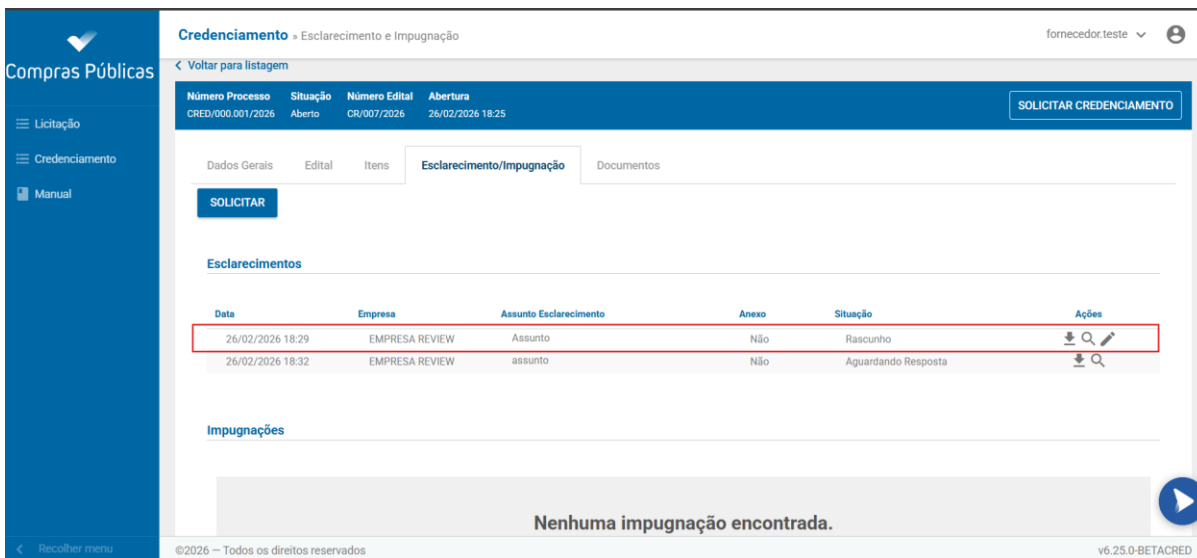 Compras Públicas
Licitação
Credenciamento
Manual
Recolher menu
Credenciamento » Esclarecimento e Impugnação
fornecedor.teste
Voltar para listagem
Número Processo Situação Número Edital Abertura
CRED/000.001/2026 Aberto CR/007/2026 26/02/2026 18:25
SOLICITAR CREDENCIAMENTO
Dados Gerais Edital Itens Esclarecimento/Impugnação Documentos
SOLICITAR
Esclarecimentos
Data Empresa Assunto Esclarecimento Anexo Situação Ações
26/02/2026 18:29 EMPRESA REVIEW Assunto Não Rascunho
26/02/2026 18:32 EMPRESA REVIEW assunto Não Aguardando Resposta
Impugnações
Nenhuma impugnação encontrada.
©2026 — Todos os direitos reservados v6.25.0-BETACRED